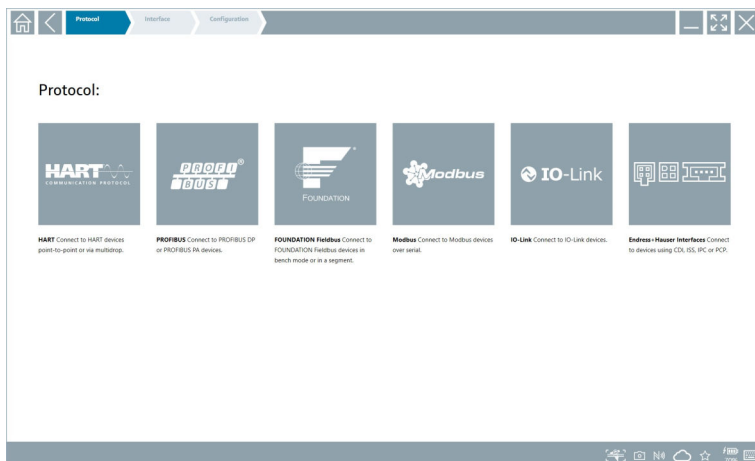 Protocol
Interface
Configuration
Protocol:
HART
COMMUNICATION PROTOCOL
PROFI
BUS
®
FOUNDATION
Modbus
IO-Link
HART Connect to HART devices
point-to-point or via multidrop.
PROFIBUS Connect to PROFIBUS DP
or PROFIBUS PA devices.
FOUNDATION Fieldbus Connect to
FOUNDATION Fieldbus devices in
bench mode or in a segment.
Modbus Connect to Modbus devices
over serial.
IO-Link Connect to IO-Link devices.
Endress+Hauser Interfaces Connect
to devices using CDI, ISS, IPC or PCP.